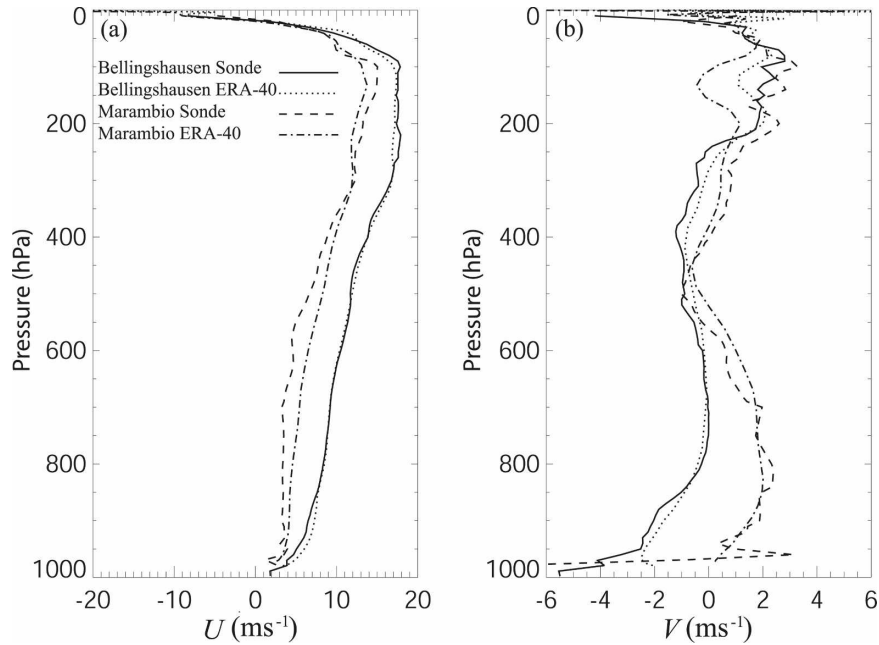 (a)
(b)
Bellingshausen Sonde
Bellingshausen ERA-40
Marambio Sonde
Marambio ERA-40
Pressure (hPa)
0
200
400
600
800
1000
-20
-10
0
10
20
U (ms⁻¹)
Pressure (hPa)
0
200
400
600
800
1000
-6
-4
-2
0
2
4
6
V (ms⁻¹)